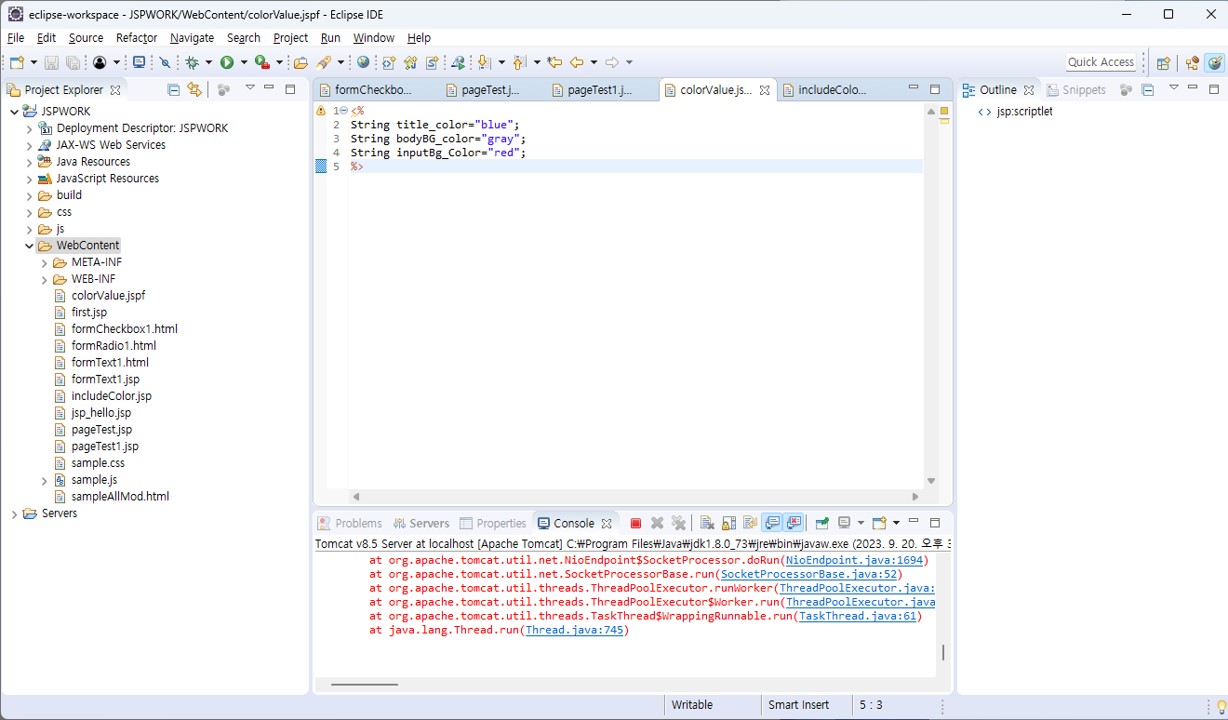 eclipse-workspace - JSPWORK/WebContent/colorValue.jspf - Eclipse IDE
File Edit Source Refactor Navigate Search Project Run Window Help
Quick Access
Project Explorer
JSPWORK
Deployment Descriptor: JSPWORK
JAX-WS Web Services
Java Resources
JavaScript Resources
build
css
js
WebContent
META-INF
WEB-INF
colorValue.jspf
first.jsp
formCheckbox1.html
formRadio1.html
formText1.html
formText1.jsp
includeColor.jsp
jsp_hello.jsp
pageTest.jsp
pageTest1.jsp
sample.css
sample.js
sampleAllMod.html
Servers
formCheckbo... pageTest.j... pageTest1.j... colorValue.js... includeColo...
1 <%
2 String title_color="blue";
3 String bodyBG_color="gray";
4 String inputBg_Color="red";
5 %>
Outline Snippets
jsp:scriptlet
Problems Servers Properties Console
Tomcat v8.5 Server at localhost [Apache Tomcat] C:₩Program Files₩Java₩jdk1.8.0_73₩jre₩bin₩javaw.exe (2023. 9. 20. 오후 3
at org.apache.tomcat.util.net.NioEndpoint$SocketProcessor.doRun(NioEndpoint.java:1694)
at org.apache.tomcat.util.net.SocketProcessorBase.run(SocketProcessorBase.java:52)
at org.apache.tomcat.util.threads.ThreadPoolExecutor.runWorker(ThreadPoolExecutor.java:
at org.apache.tomcat.util.threads.ThreadPoolExecutor$Worker.run(ThreadPoolExecutor.java
at org.apache.tomcat.util.threads.TaskThread$WrappingRunnable.run(TaskThread.java:61)
at java.lang.Thread.run(Thread.java:745)
Writable Smart Insert 5 : 3